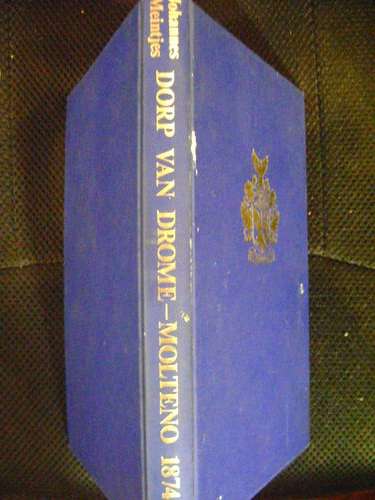 Johannes
Meintjes
DORP VAN DROME – MOLTENO 1874